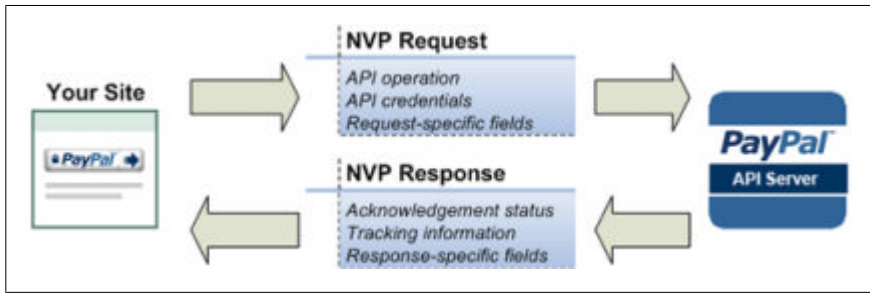 NVP Request
API operation
API credentials
Request-specific fields
Your Site
PayPal
PayPal
API Server
NVP Response
Acknowledgement status
Tracking information
Response-specific fields